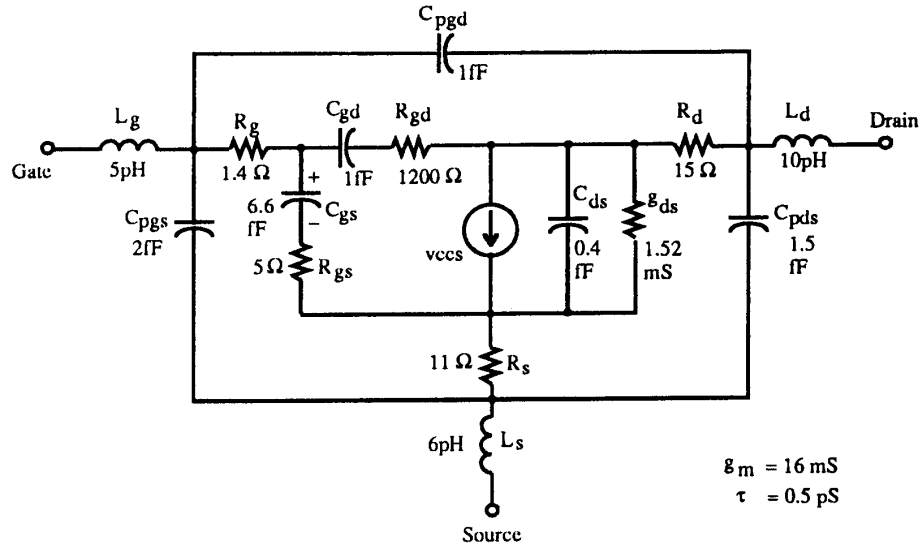 C_pgd
1fF
L_g
Gate
5pH
R_g
1.4 Ω
C_gd
1fF
R_gd
1200 Ω
R_d
15 Ω
L_d
10pH
Drain
C_pgs
2fF
+
6.6
fF
C_gs
–
5 Ω
R_gs
vccs
C_ds
0.4
fF
g_ds
1.52
mS
C_pds
1.5
fF
11 Ω R_s
6pH L_s
Source
g_m = 16 mS
τ = 0.5 pS